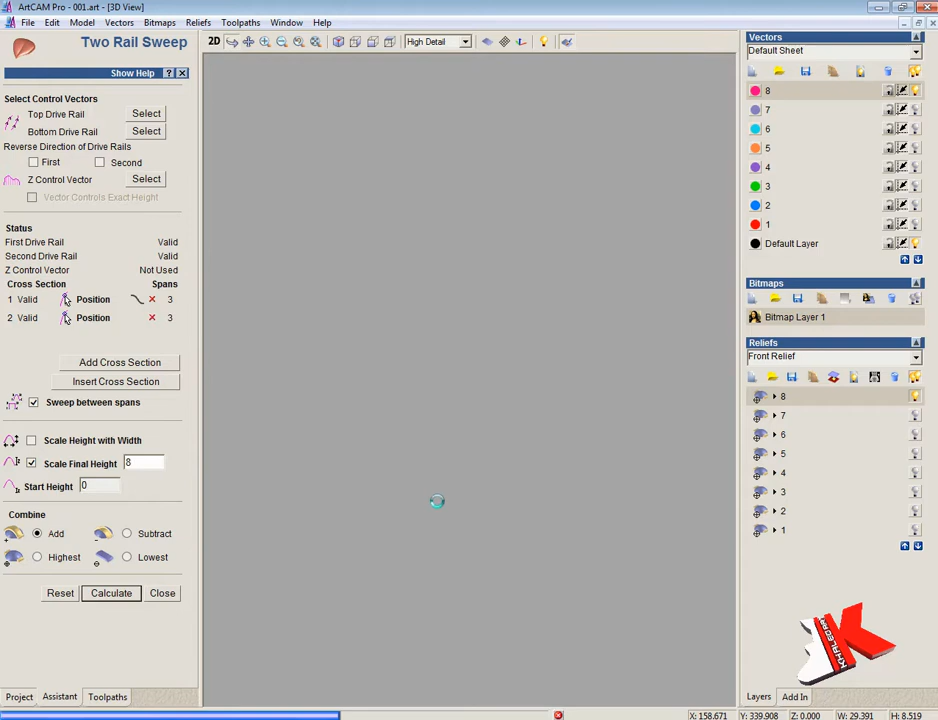 ArtCAM Pro - 001.art - [3D View]
File Edit Model Vectors Bitmaps Reliefs Toolpaths Window Help
Two Rail Sweep
2D
High Detail
Show Help ?
Select Control Vectors
Top Drive Rail Select
Bottom Drive Rail Select
Reverse Direction of Drive Rails
First Second
Z Control Vector Select
Vector Controls Exact Height
Status
First Drive Rail Valid
Second Drive Rail Valid
Z Control Vector Not Used
Cross Section Spans
1 Valid Position 3
2 Valid Position 3
Add Cross Section
Insert Cross Section
Sweep between spans
Scale Height with Width
Scale Final Height 8
Start Height 0
Combine
Add Subtract
Highest Lowest
Reset Calculate Close
Project Assistant Toolpaths
Vectors
Default Sheet
8
7
6
5
4
3
2
1
Default Layer
Bitmaps
Bitmap Layer 1
Reliefs
Front Relief
8
7
6
5
4
3
2
1
KHALEGRA
Layers Add In
X: 158.671 Y: 339.908 Z: 0.000 W: 29.391 H: 8.519